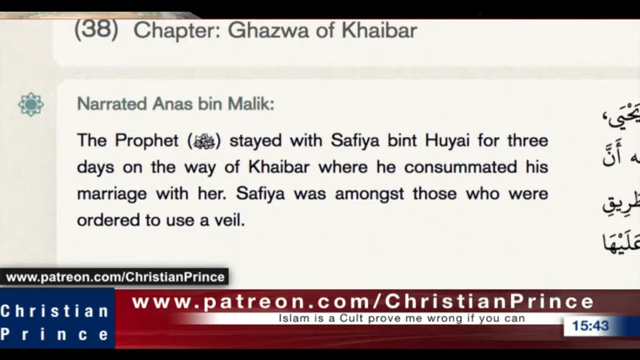 (38) Chapter: Ghazwa of Khaibar
Narrated Anas bin Malik:
The Prophet (ﷺ) stayed with Safiya bint Huyai for three
days on the way of Khaibar where he consummated his
marriage with her. Safiya was amongst those who were
ordered to use a veil.
www.patreon.com/ChristianPrince
Christian
Prince
www.patreon.com/ChristianPrince
Islam is a Cult prove me wrong if you can
15:43